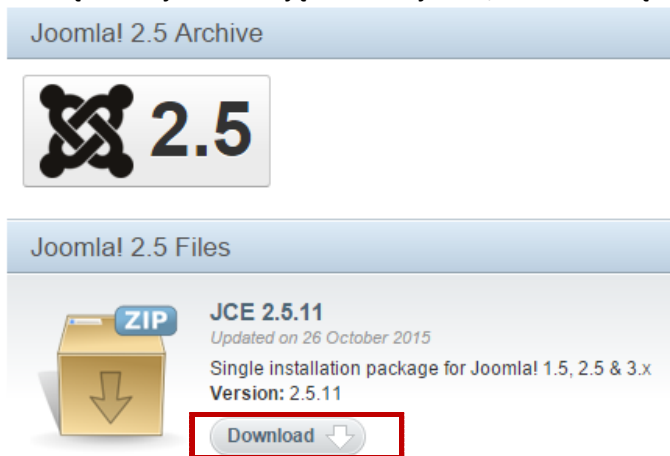 Joomla! 2.5 Archive
2.5
Joomla! 2.5 Files
ZIP
JCE 2.5.11
Updated on 26 October 2015
Single installation package for Joomla! 1.5, 2.5 & 3.x
Version: 2.5.11
Download